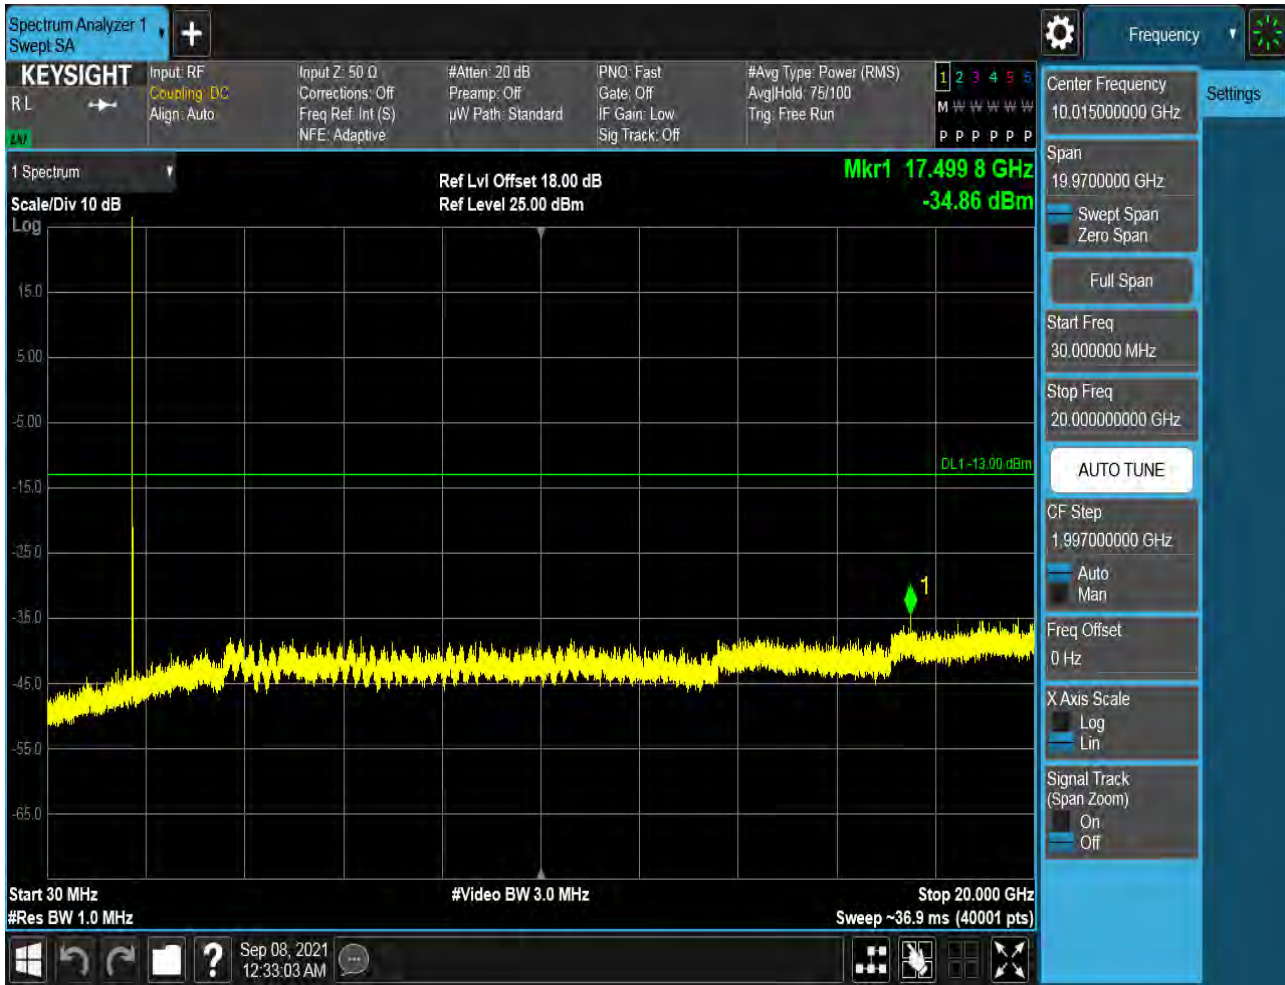 Spectrum Analyzer 1
Swept SA
Frequency
KEYSIGHT
R L
LXI
Input: RF
Coupling: DC
Align: Auto
Input Z: 50 Ω
Corrections: Off
Freq Ref: Int (S)
NFE: Adaptive
#Atten: 20 dB
Preamp: Off
µW Path: Standard
PNO: Fast
Gate: Off
IF Gain: Low
Sig Track: Off
#Avg Type: Power (RMS)
Avg|Hold: 75/100
Trig: Free Run
1 2 3 4 5 6
M W W W W W
P P P P P P
1 Spectrum
Scale/Div 10 dB
Log
Ref Lvl Offset 18.00 dB
Ref Level 25.00 dBm
Mkr1 17.499 8 GHz
-34.86 dBm
15.0
5.00
-5.00
DL1 -13.00 dBm
-15.0
-25.0
1
-35.0
-45.0
-55.0
-65.0
Start 30 MHz
#Res BW 1.0 MHz
#Video BW 3.0 MHz
Stop 20.000 GHz
Sweep ~36.9 ms (40001 pts)
Sep 08, 2021
12:33:03 AM
Center Frequency
10.015000000 GHz
Span
19.9700000 GHz
Swept Span
Zero Span
Full Span
Start Freq
30.000000 MHz
Stop Freq
20.000000000 GHz
AUTO TUNE
CF Step
1.997000000 GHz
Auto
Man
Freq Offset
0 Hz
X Axis Scale
Log
Lin
Signal Track
(Span Zoom)
On
Off
Settings